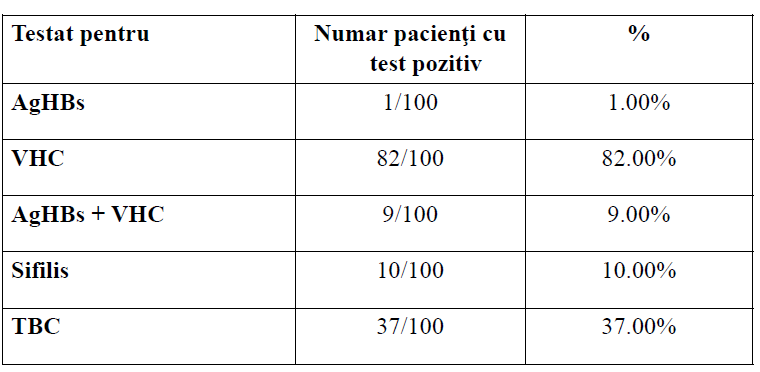 Testat pentru
Numar pacienţi cu
test pozitiv
%
AgHBs
1/100
1.00%
VHC
82/100
82.00%
AgHBs + VHC
9/100
9.00%
Sifilis
10/100
10.00%
TBC
37/100
37.00%